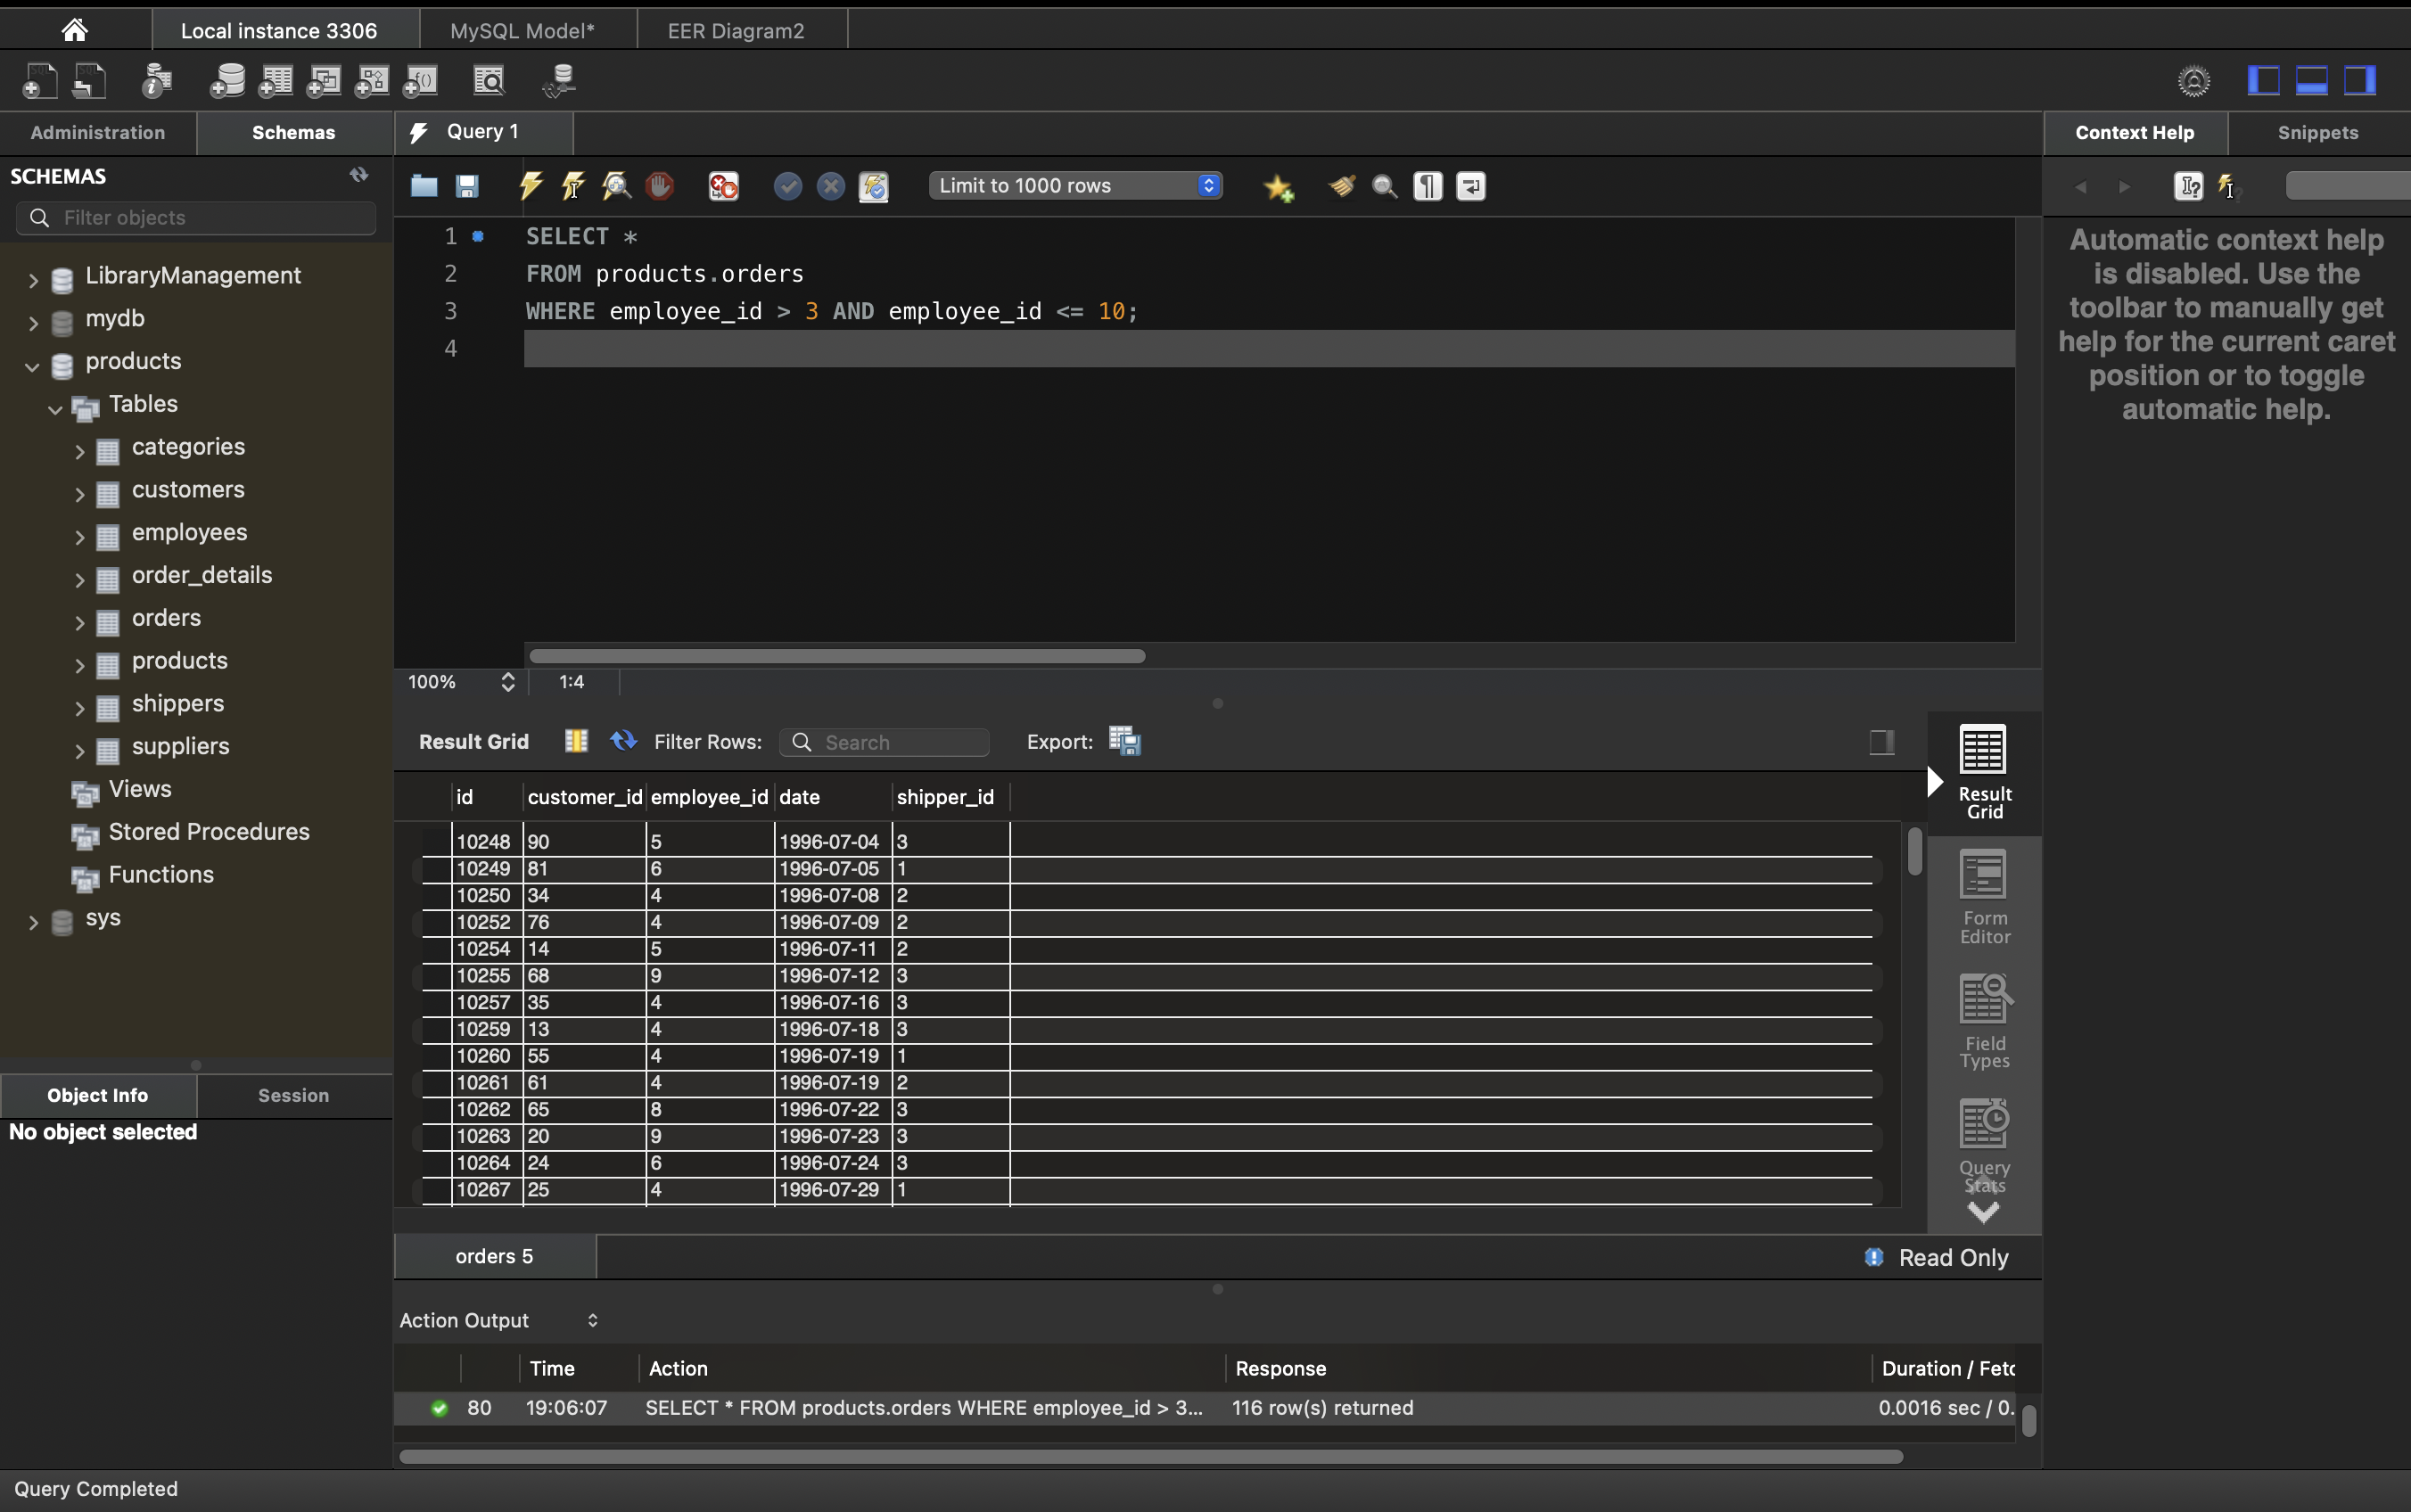 Local instance 3306 MySQL Model* EER Diagram2
Administration Schemas Query 1 Context Help Snippets
SCHEMAS
Filter objects
Limit to 1000 rows
LibraryManagement
mydb
products
Tables
categories
customers
employees
order_details
orders
products
shippers
suppliers
Views
Stored Procedures
Functions
sys
Object Info Session
No object selected
1 SELECT *
2 FROM products.orders
3 WHERE employee_id > 3 AND employee_id <= 10;
4
100% 1:4
Automatic context help
is disabled. Use the
toolbar to manually get
help for the current caret
position or to toggle
automatic help.
Result Grid Filter Rows: Search Export:
id customer_id employee_id date shipper_id
10248 90 5 1996-07-04 3
10249 81 6 1996-07-05 1
10250 34 4 1996-07-08 2
10252 76 4 1996-07-09 2
10254 14 5 1996-07-11 2
10255 68 9 1996-07-12 3
10257 35 4 1996-07-16 3
10259 13 4 1996-07-18 3
10260 55 4 1996-07-19 1
10261 61 4 1996-07-19 2
10262 65 8 1996-07-22 3
10263 20 9 1996-07-23 3
10264 24 6 1996-07-24 3
10267 25 4 1996-07-29 1
Result
Grid
Form
Editor
Field
Types
Query
Stats
orders 5 Read Only
Action Output
Time Action Response Duration / Fetc
80 19:06:07 SELECT * FROM products.orders WHERE employee_id > 3... 116 row(s) returned 0.0016 sec / 0.
Query Completed